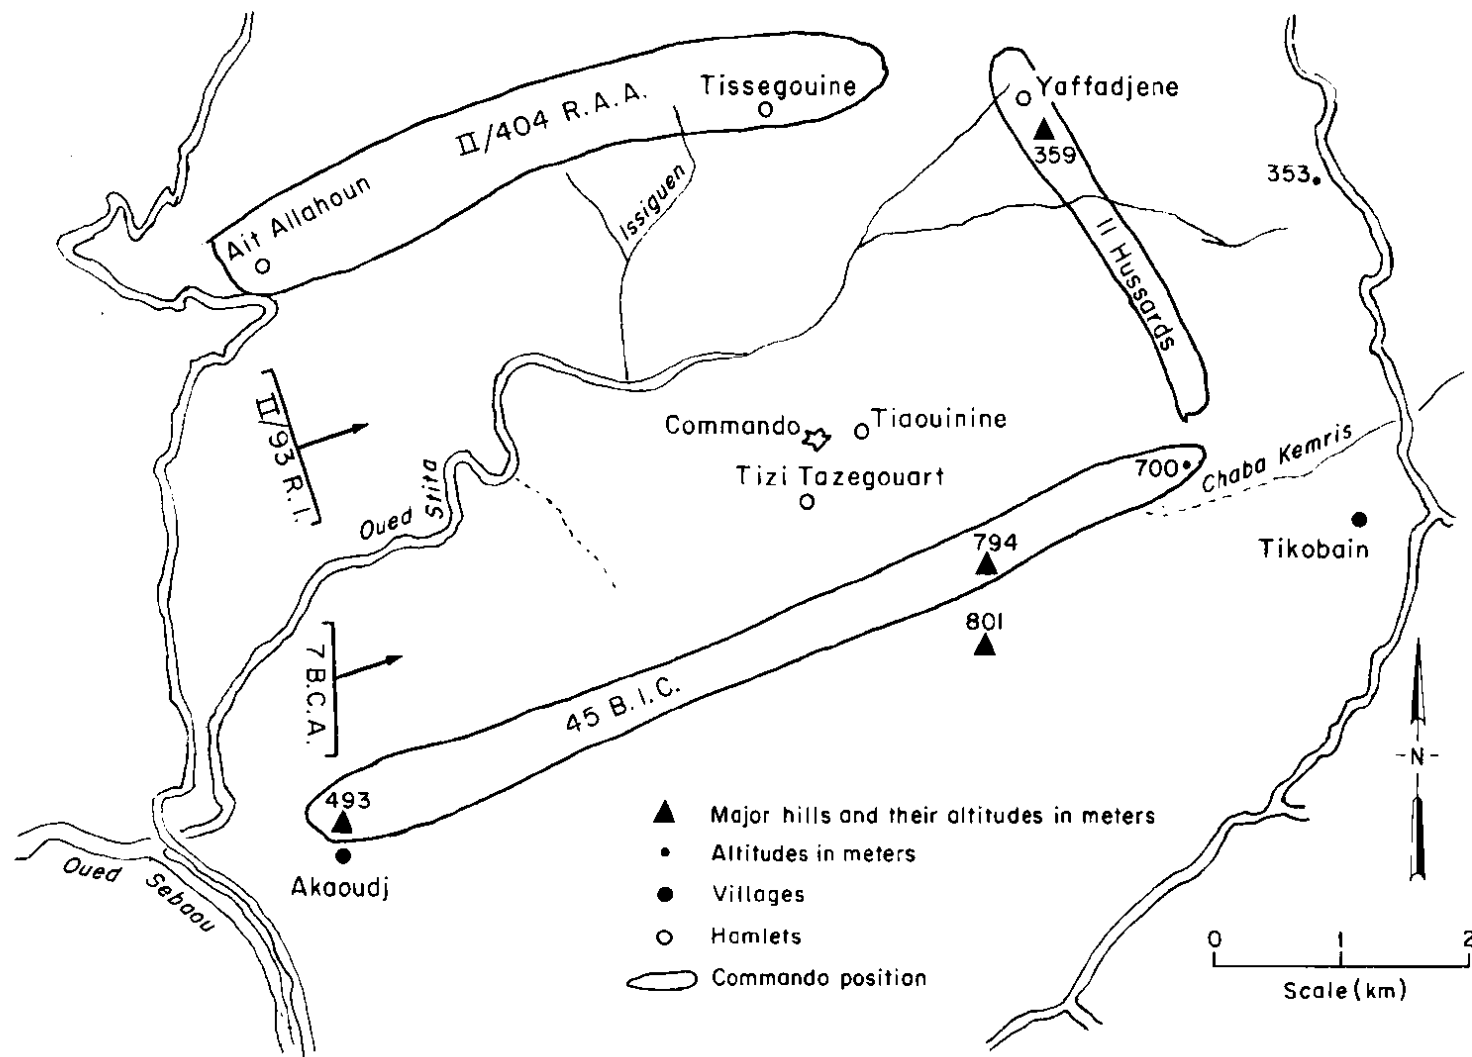 Tissegouine
II/404 R.A.A.
Yaffadjene
359
353
Issiguen
Ait Allahoun
11 Hussards
II/93 R.I.
Commando
Tiaouinine
Tizi Tazegouart
700
Chaba Kemris
Oued Stita
Tikobain
794
801
7 B.C.A.
45 B.I.C.
493
Akaoudj
Oued Sebaou
Major hills and their altitudes in meters
Altitudes in meters
Villages
Hamlets
Commando position
-N-
0 1 2
Scale (km)